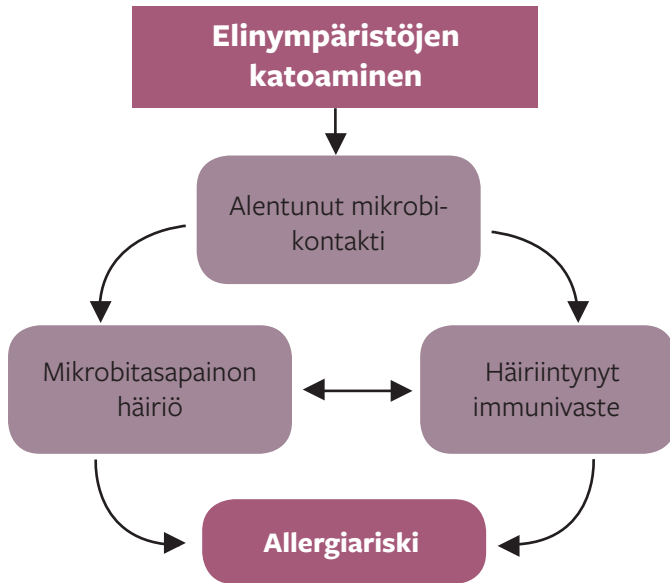 Elinympäristöjen
katoaminen
Alentunut mikrobi-
kontakti
Mikrobitasapainon
häiriö
Häiriintynyt
immunivaste
Allergiariski